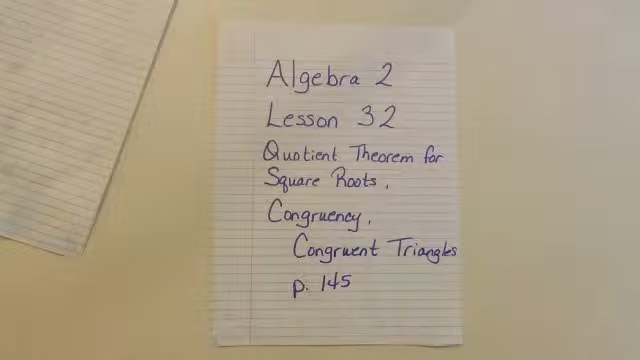 Algebra 2
Lesson 32
Quotient Theorem for
Square Roots,
Congruency,
Congruent Triangles
p. 145